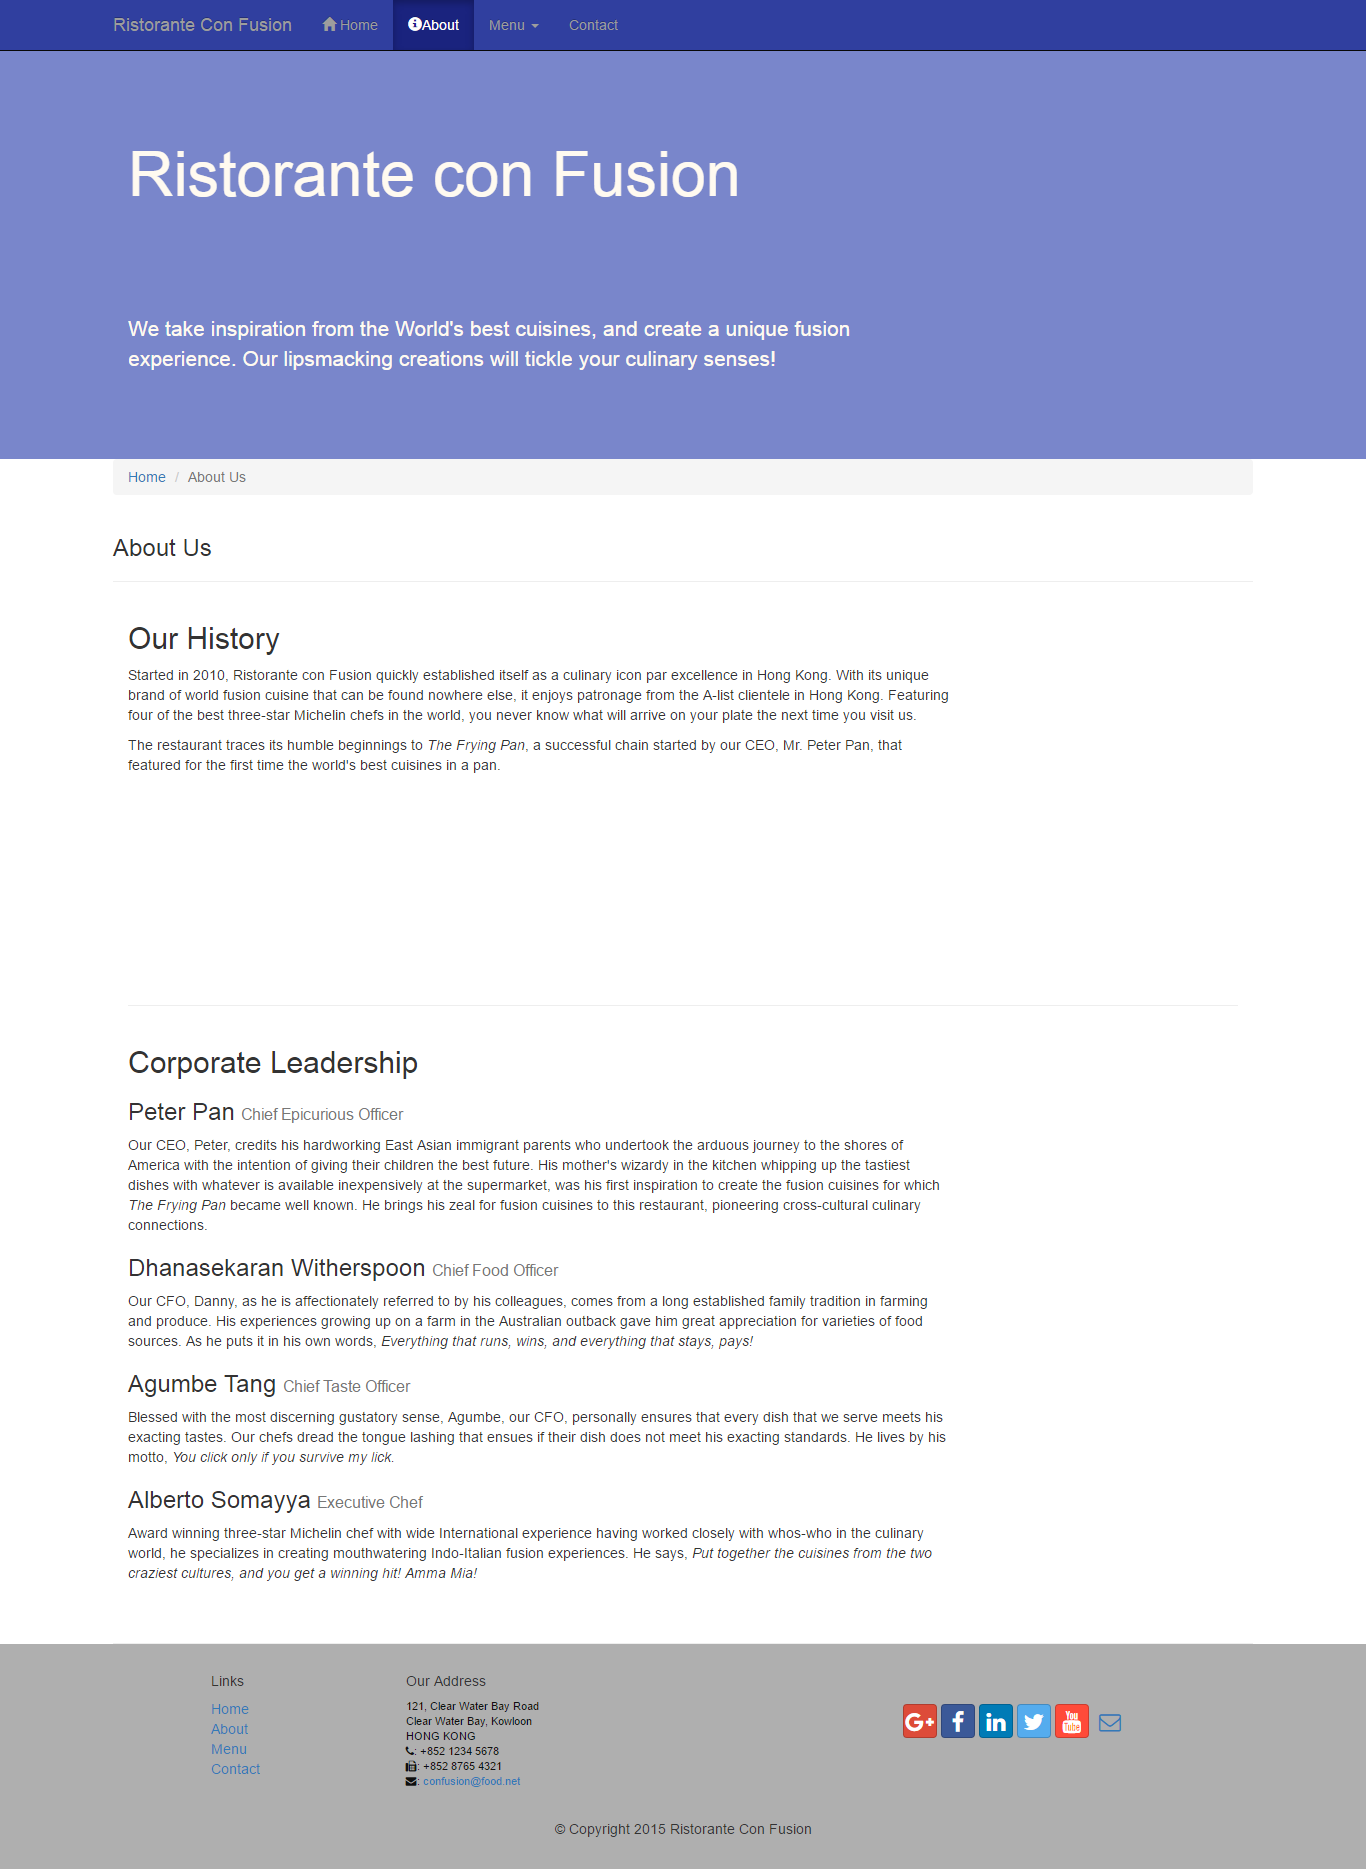 Ristorante Con Fusion Home About Menu Contact
Ristorante con Fusion
We take inspiration from the World's best cuisines, and create a unique fusion
experience. Our lipsmacking creations will tickle your culinary senses!
Home / About Us
About Us
Our History
Started in 2010, Ristorante con Fusion quickly established itself as a culinary icon par excellence in Hong Kong. With its unique
brand of world fusion cuisine that can be found nowhere else, it enjoys patronage from the A-list clientele in Hong Kong. Featuring
four of the best three-star Michelin chefs in the world, you never know what will arrive on your plate the next time you visit us.
The restaurant traces its humble beginnings to The Frying Pan, a successful chain started by our CEO, Mr. Peter Pan, that
featured for the first time the world's best cuisines in a pan.
Corporate Leadership
Peter Pan Chief Epicurious Officer
Our CEO, Peter, credits his hardworking East Asian immigrant parents who undertook the arduous journey to the shores of
America with the intention of giving their children the best future. His mother's wizardy in the kitchen whipping up the tastiest
dishes with whatever is available inexpensively at the supermarket, was his first inspiration to create the fusion cuisines for which
The Frying Pan became well known. He brings his zeal for fusion cuisines to this restaurant, pioneering cross-cultural culinary
connections.
Dhanasekaran Witherspoon Chief Food Officer
Our CFO, Danny, as he is affectionately referred to by his colleagues, comes from a long established family tradition in farming
and produce. His experiences growing up on a farm in the Australian outback gave him great appreciation for varieties of food
sources. As he puts it in his own words, Everything that runs, wins, and everything that stays, pays!
Agumbe Tang Chief Taste Officer
Blessed with the most discerning gustatory sense, Agumbe, our CFO, personally ensures that every dish that we serve meets his
exacting tastes. Our chefs dread the tongue lashing that ensues if their dish does not meet his exacting standards. He lives by his
motto, You click only if you survive my lick.
Alberto Somayya Executive Chef
Award winning three-star Michelin chef with wide International experience having worked closely with whos-who in the culinary
world, he specializes in creating mouthwatering Indo-Italian fusion experiences. He says, Put together the cuisines from the two
craziest cultures, and you get a winning hit! Amma Mia!
Links
Home
About
Menu
Contact
Our Address
121, Clear Water Bay Road
Clear Water Bay, Kowloon
HONG KONG
: +852 1234 5678
: +852 8765 4321
: confusion@food.net
G+ f in You Tube
© Copyright 2015 Ristorante Con Fusion